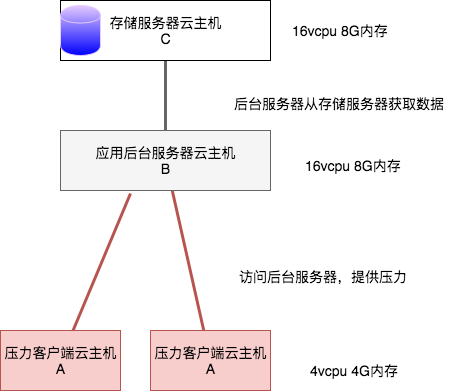 存储服务器云主机
C
16vcpu 8G内存
后台服务器从存储服务器获取数据
应用后台服务器云主机
B
16vcpu 8G内存
访问后台服务器，提供压力
压力客户端云主机
A
压力客户端云主机
A
4vcpu 4G内存